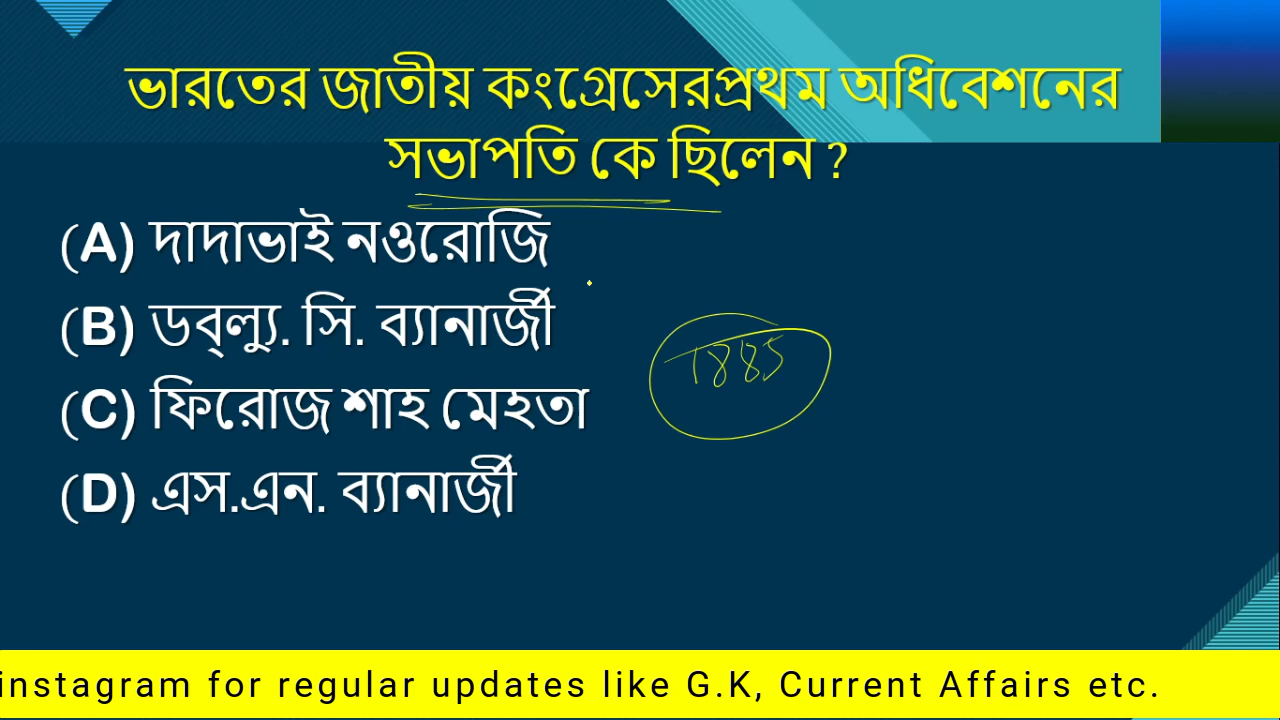 ভারতের জাতীয় কংগ্রেসেরপ্রথম অধিবেশনের
সভাপতি কে ছিলেন ?
(A) দাদাভাই নওরোজি
(B) ডব্ল্যু. সি. ব্যানার্জী
(C) ফিরোজ শাহ মেহতা
(D) এস.এন. ব্যানার্জী
1885
instagram for regular updates like G.K, Current Affairs etc.